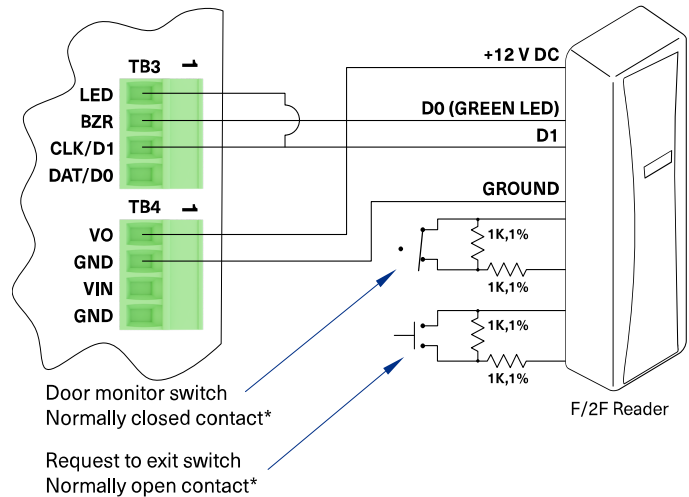 TB3 1
LED
BZR
CLK/D1
DAT/D0
TB4 1
VO
GND
VIN
GND
+12 V DC
D0 (GREEN LED)
D1
GROUND
1K,1%
1K,1%
1K,1%
1K,1%
F/2F Reader
Door monitor switch
Normally closed contact*
Request to exit switch
Normally open contact*